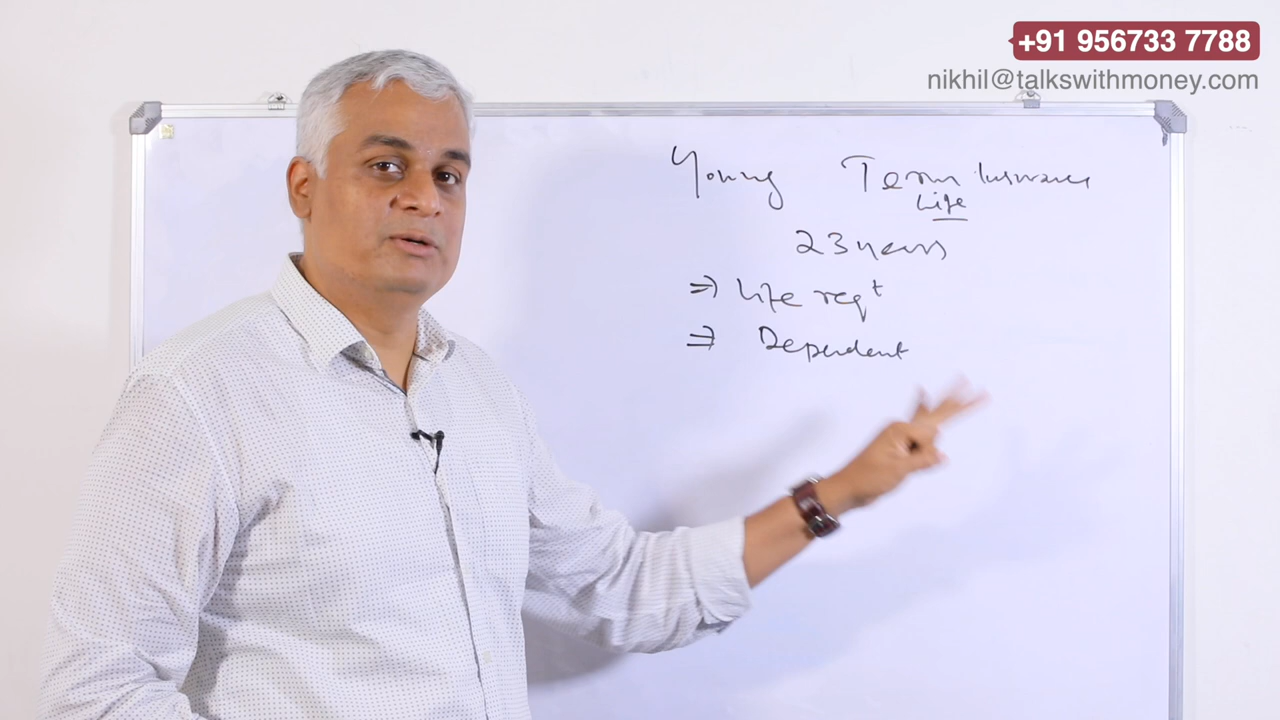 +91 956733 7788
nikhil@talkswithmoney.com
Young Term Insurance
Life
23 years
⇒ Life reqt
⇒ Dependent